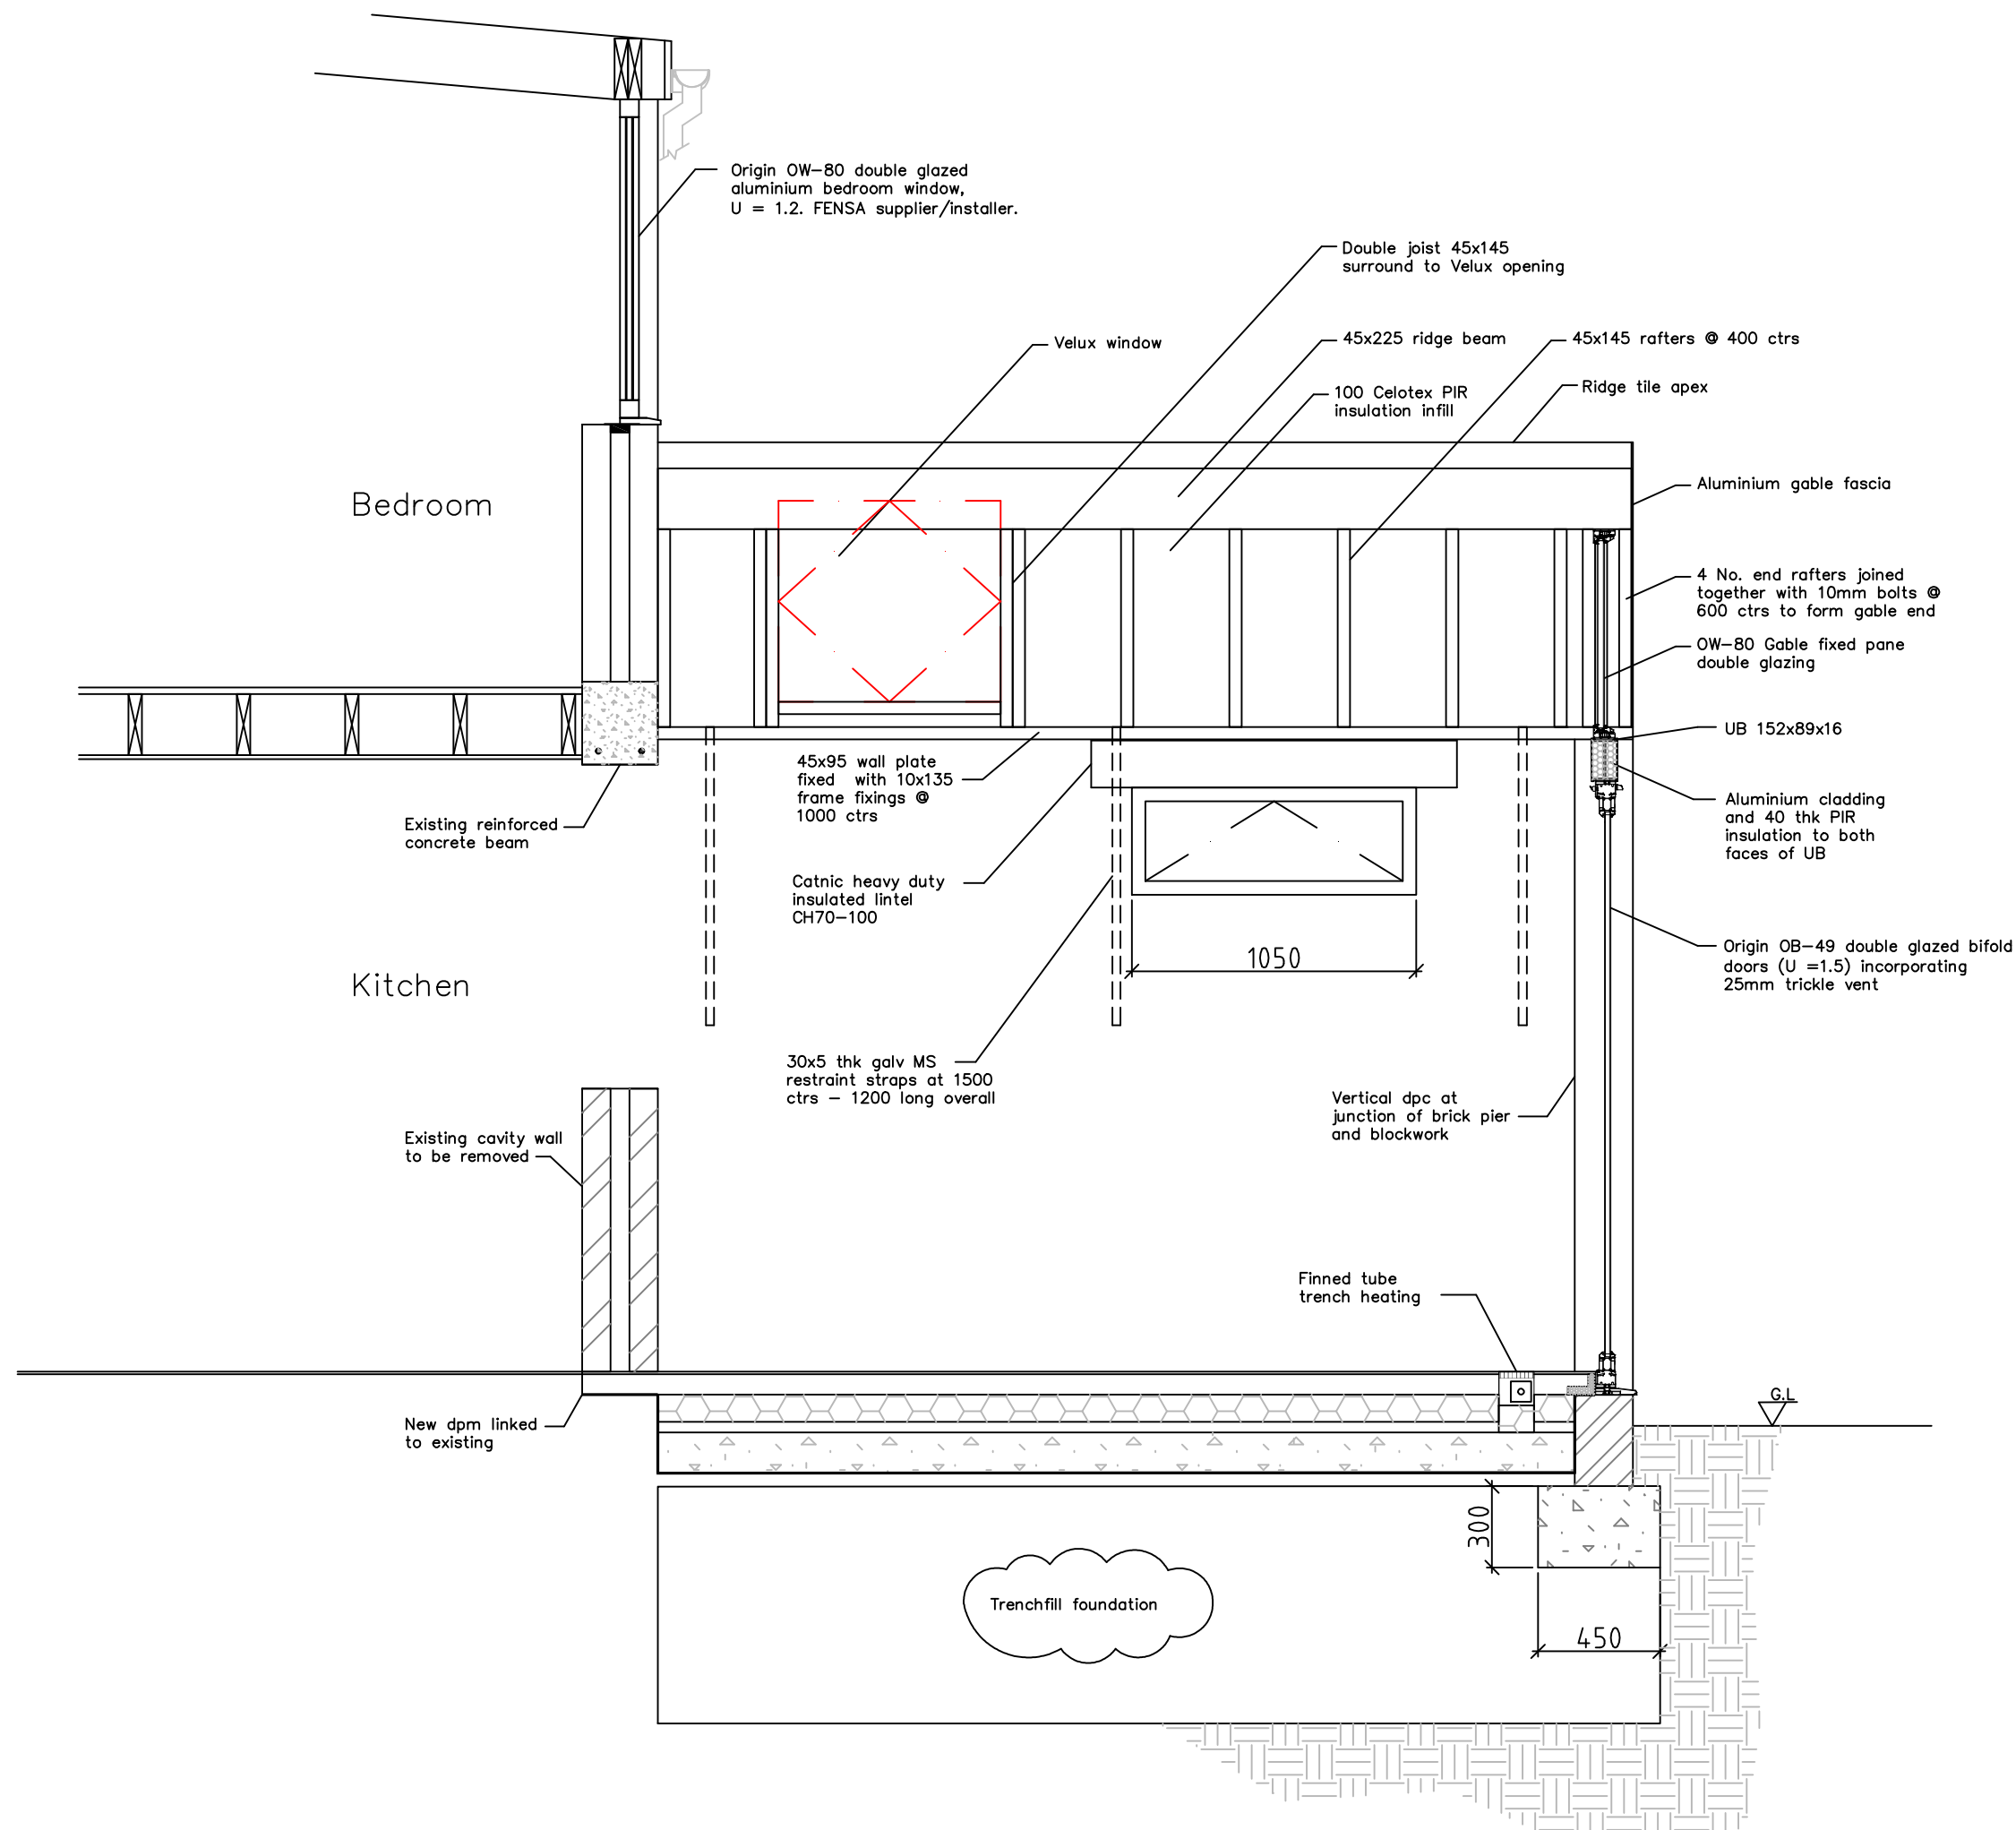 Origin OW-80 double glazed
aluminium bedroom window,
U = 1.2. FENSA supplier/installer.
Double joist 45x145
surround to Velux opening
Velux window
45x225 ridge beam
45x145 rafters @ 400 ctrs
100 Celotex PIR
insulation infill
Ridge tile apex
Bedroom
Aluminium gable fascia
4 No. end rafters joined
together with 10mm bolts @
600 ctrs to form gable end
OW-80 Gable fixed pane
double glazing
UB 152x89x16
45x95 wall plate
fixed with 10x135
frame fixings @
1000 ctrs
Aluminium cladding
and 40 thk PIR
insulation to both
faces of UB
Existing reinforced
concrete beam
Catnic heavy duty
insulated lintel
CH70-100
1050
Origin OB-49 double glazed bifold
doors (U =1.5) incorporating
25mm trickle vent
Kitchen
30x5 thk galv MS
restraint straps at 1500
ctrs - 1200 long overall
Vertical dpc at
junction of brick pier
and blockwork
Existing cavity wall
to be removed
Finned tube
trench heating
G.L
New dpm linked
to existing
300
Trenchfill foundation
450